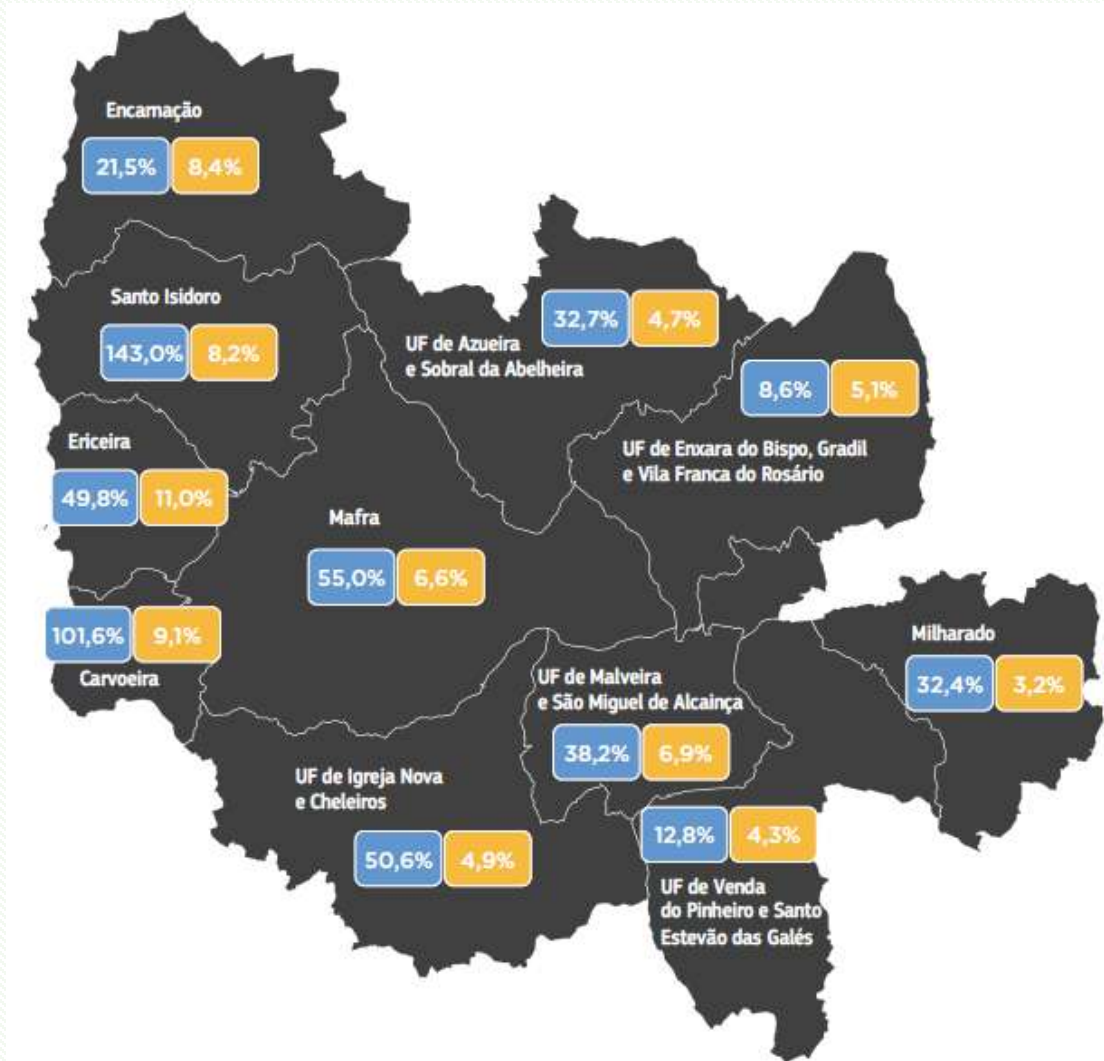 Encarnação
21,5% 8,4%
Santo Isidoro
143,0% 8,2%
UF de Azueira
e Sobral da Abelheira
32,7% 4,7%
8,6% 5,1%
UF de Enxara do Bispo, Gradil
e Vila Franca do Rosário
Ericeira
49,8% 11,0%
Mafra
55,0% 6,6%
101,6% 9,1%
Carvoeira
Milharado
32,4% 3,2%
UF de Malveira
e São Miguel de Alcainça
38,2% 6,9%
UF de Igreja Nova
e Cheleiros
50,6% 4,9%
12,8% 4,3%
UF de Venda
do Pinheiro e Santo
Estevão das Galés